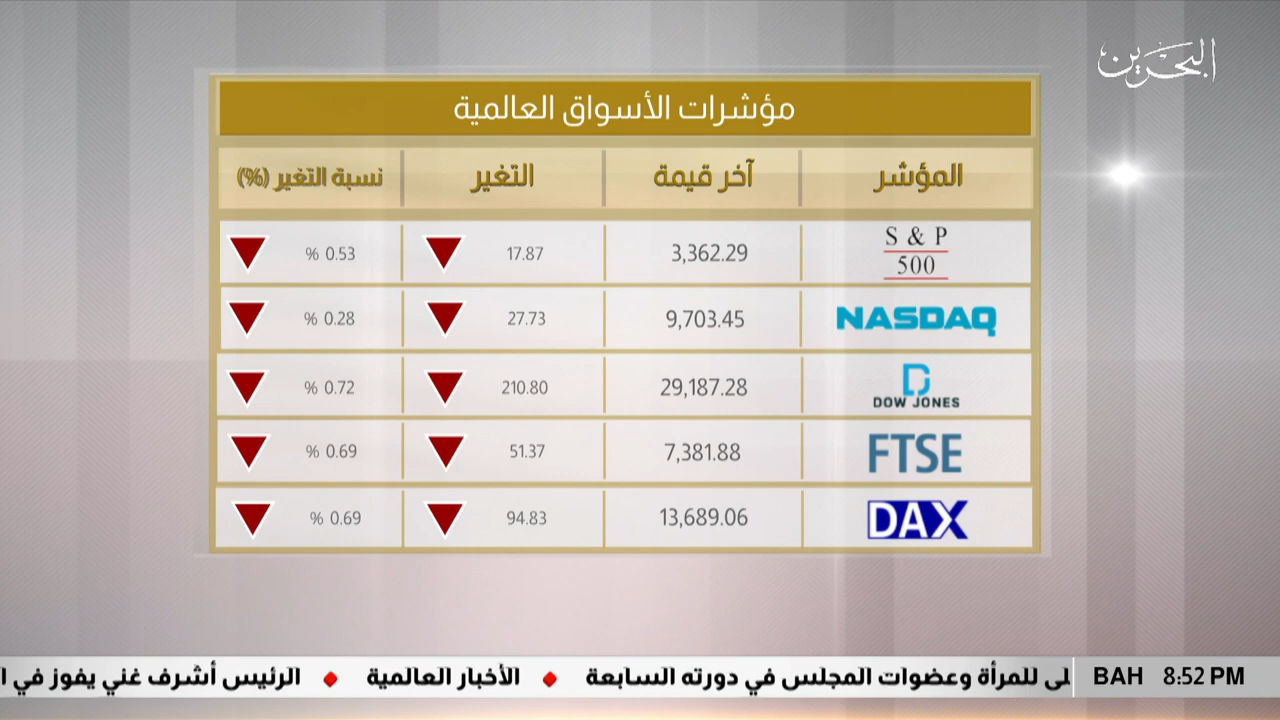 البحرين
مؤشرات الأسواق العالمية
المؤشر آخر قيمة التغير نسبة التغير (%)
S & P
500
3,362.29 17.87 % 0.53
NASDAQ 9,703.45 27.73 % 0.28
DOW JONES 29,187.28 210.80 % 0.72
FTSE 7,381.88 51.37 % 0.69
DAX 13,689.06 94.83 % 0.69
BAH 8:52 PM
للمرأة وعضوات المجلس في دورته السابعة ♦ الأخبار العالمية ♦ الرئيس أشرف غني يفوز في